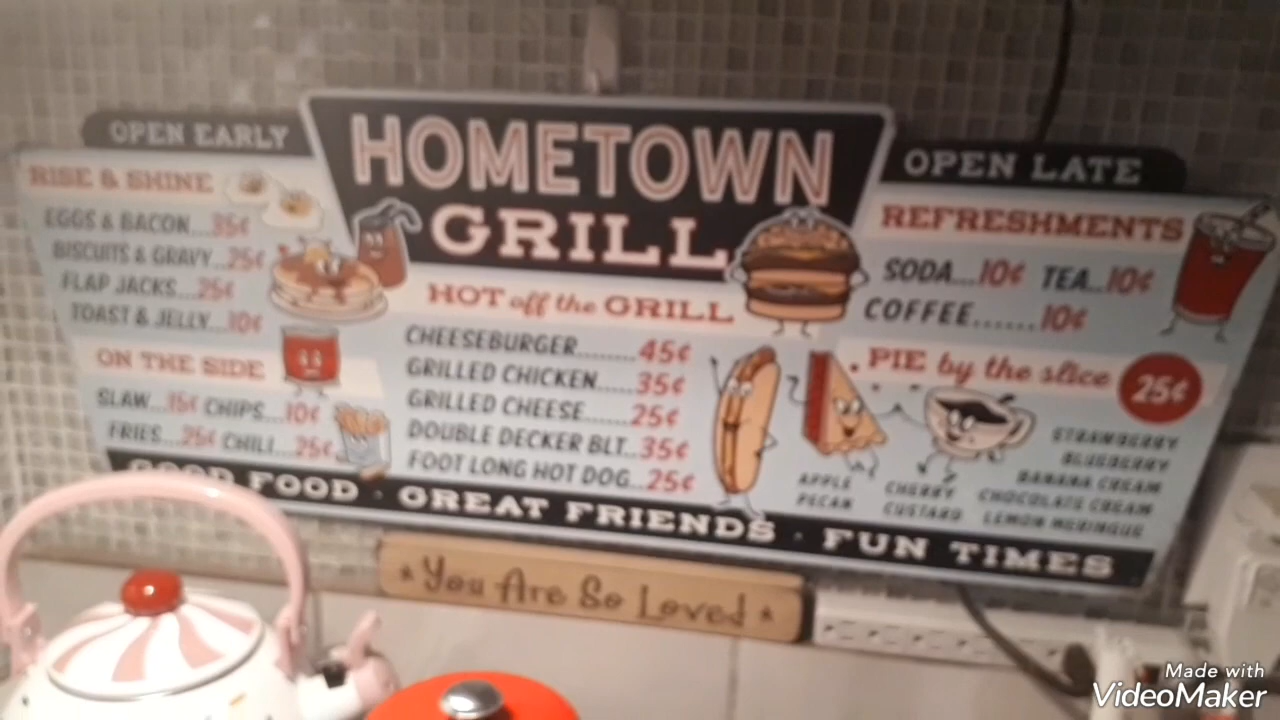 OPEN EARLY
HOMETOWN
GRILL
OPEN LATE
RISE & SHINE
EGGS & BACON...35¢
BISCUITS & GRAVY...25¢
FLAP JACKS...25¢
TOAST & JELLY...10¢
ON THE SIDE
SLAW...15¢ CHIPS...10¢
FRIES...25¢ CHILI...25¢
HOT off the GRILL
CHEESEBURGER.......45¢
GRILLED CHICKEN.....35¢
GRILLED CHEESE......25¢
DOUBLE DECKER BLT..35¢
FOOT LONG HOT DOG..25¢
REFRESHMENTS
SODA...10¢ TEA...10¢
COFFEE......10¢
PIE by the slice 25¢
APPLE
PECAN
CHERRY
CUSTARD
STRAWBERRY
BLUEBERRY
BANANA CREAM
CHOCOLATE CREAM
LEMON MERINGUE
GOOD FOOD · GREAT FRIENDS · FUN TIMES
You Are So Loved
Made with
VideoMaker